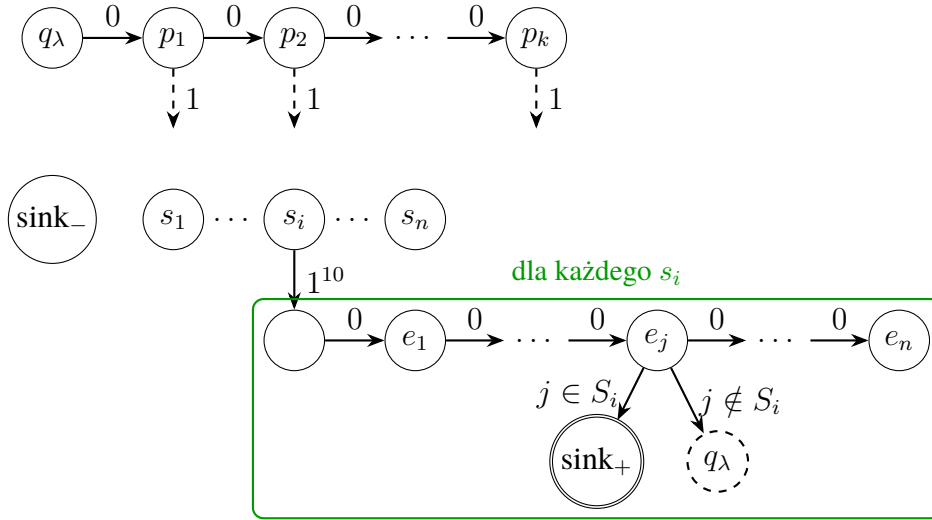 0 0 0 0
q_λ p_1 p_2 ⋯ p_k
1 1 1
sink_− s_1 ⋯ s_i ⋯ s_n
1^{10}
dla każdego s_i
0 0 0 0 0
e_1 ⋯ e_j ⋯ e_n
j ∈ S_i j ∉ S_i
sink_+ q_λ